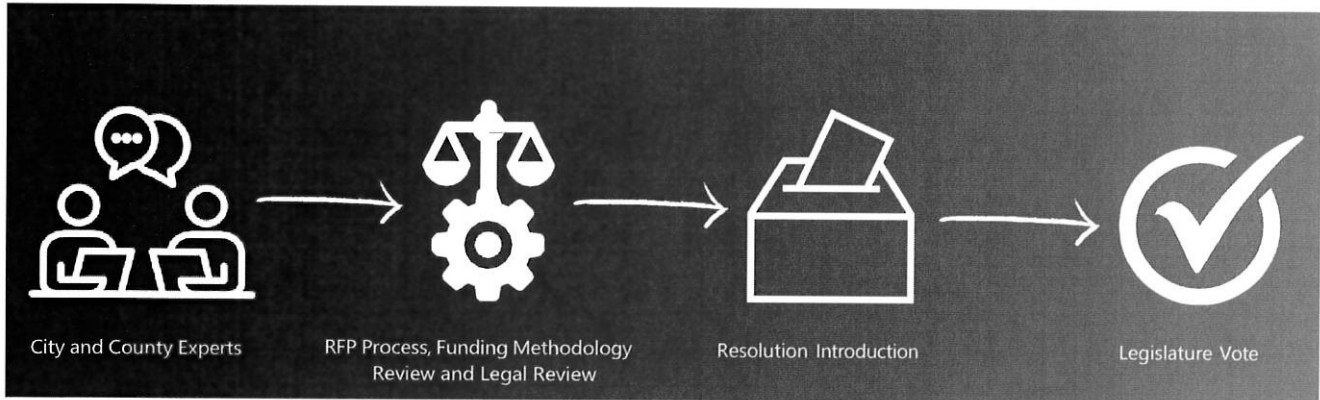 City and County Experts
RFP Process, Funding Methodology
Review and Legal Review
Resolution Introduction
Legislature Vote